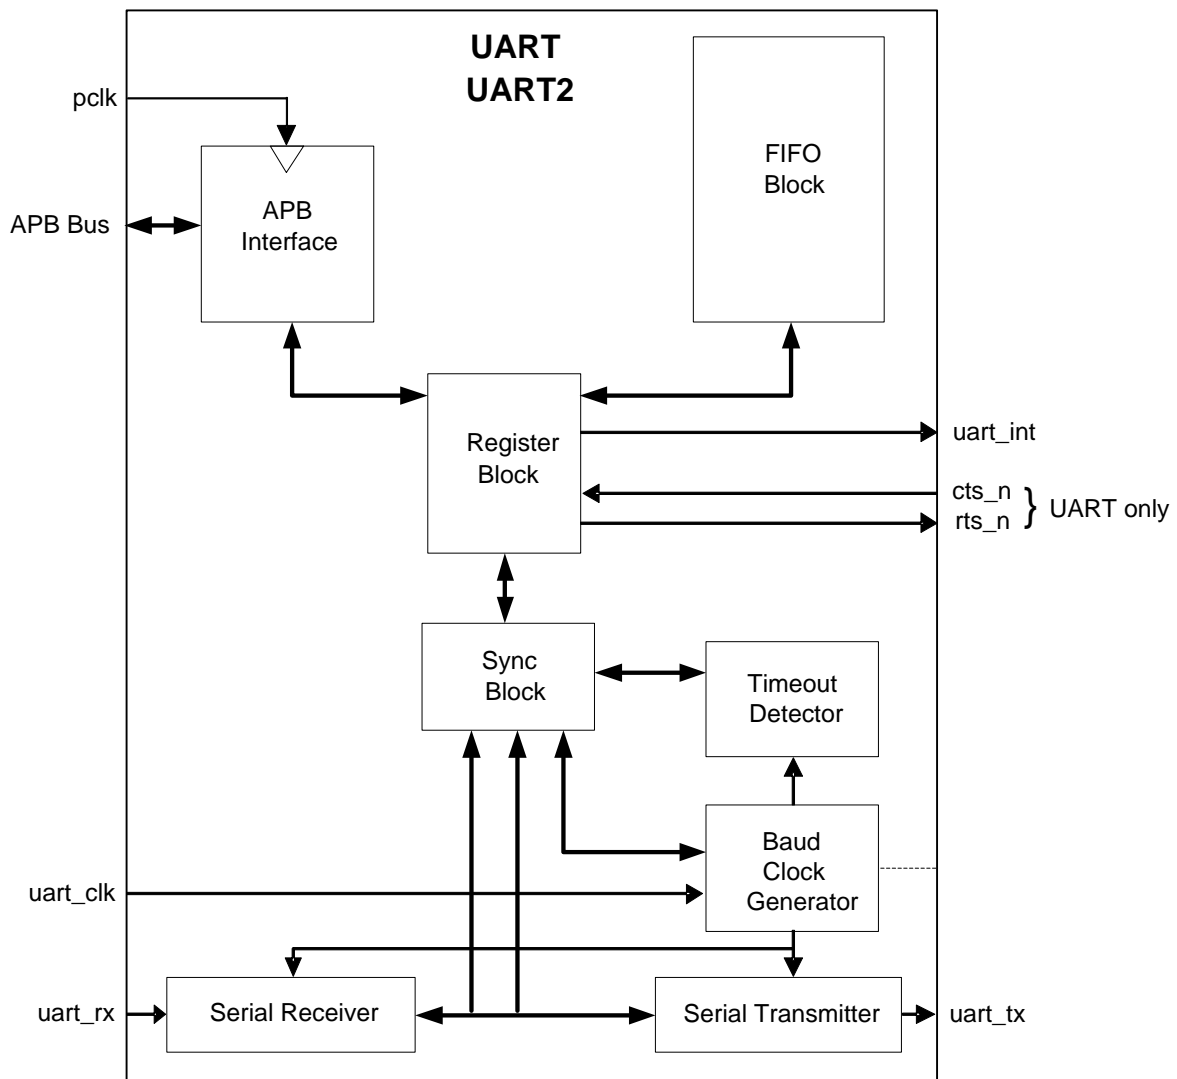 UART
UART2
pclk
FIFO
Block
APB
Interface
APB Bus
Register
Block
uart_int
cts_n
rts_n
} UART only
Sync
Block
Timeout
Detector
Baud
Clock
Generator
uart_clk
uart_rx
Serial Receiver
Serial Transmitter
uart_tx